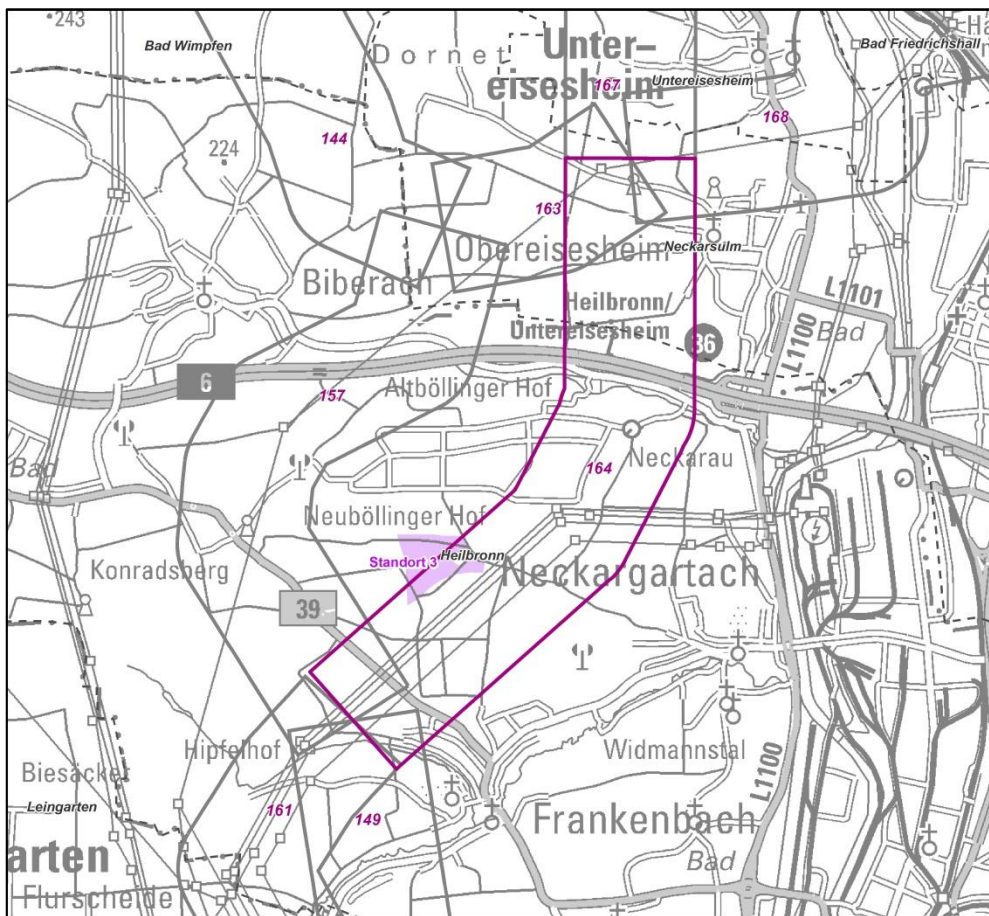 243
Bad Wimpfen
Dornet
Unter–
eisesheim
Untereisesheim
Bad Friedrichshall
167
168
144
224
163
Obereisesheim
Neckarsulm
Biberach
Heilbronn/
Untereisesheim
L1101
L1100
Bad
36
6
157
Altböllinger Hof
Bad
164
Neckarau
Neuböllinger Hof
Standort 3
Heilbronn
Neckargartach
Konradsberg
39
Hipfelhof
Widmannstal
L1100
Biesäcker
Leingarten
161
149
Frankenbach
Bad
arten
Flurscheide